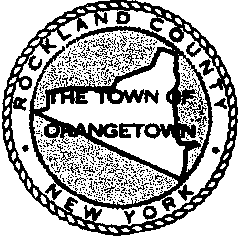 ROCKLAND COUNTY
THE TOWN OF
ORANGETOWN
NEW YORK